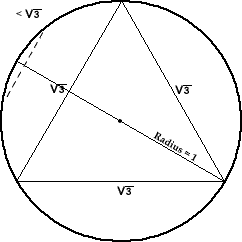 < √3
√3
√3
Radius = 1
√3